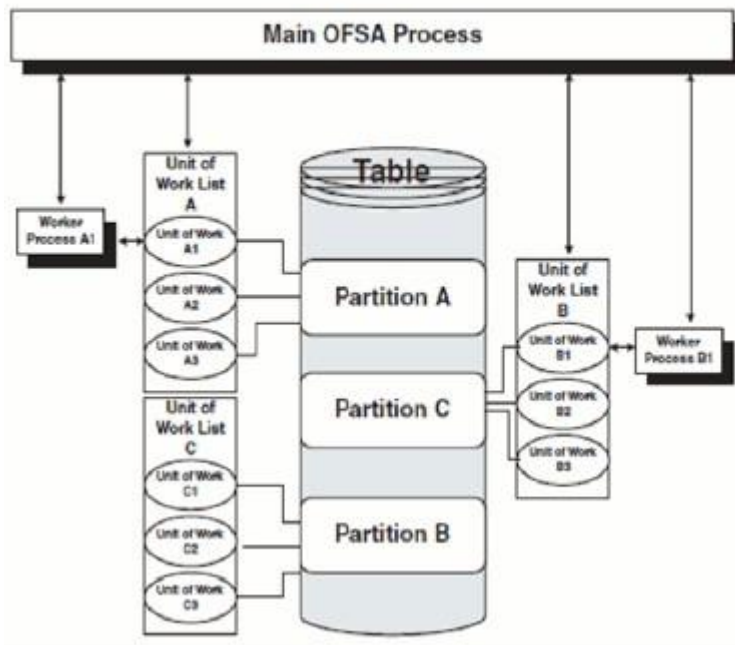 Main OFSA Process
Unit of
Work List
A
Worker
Process A1
Unit of Work
A1
Unit of Work
A2
Unit of Work
A3
Unit of
Work List
C
Unit of Work
C1
Unit of Work
C2
Unit of Work
C3
Table
Partition A
Partition C
Partition B
Unit of
Work List
B
Unit of Work
B1
Unit of Work
B2
Unit of Work
B3
Worker
Process B1